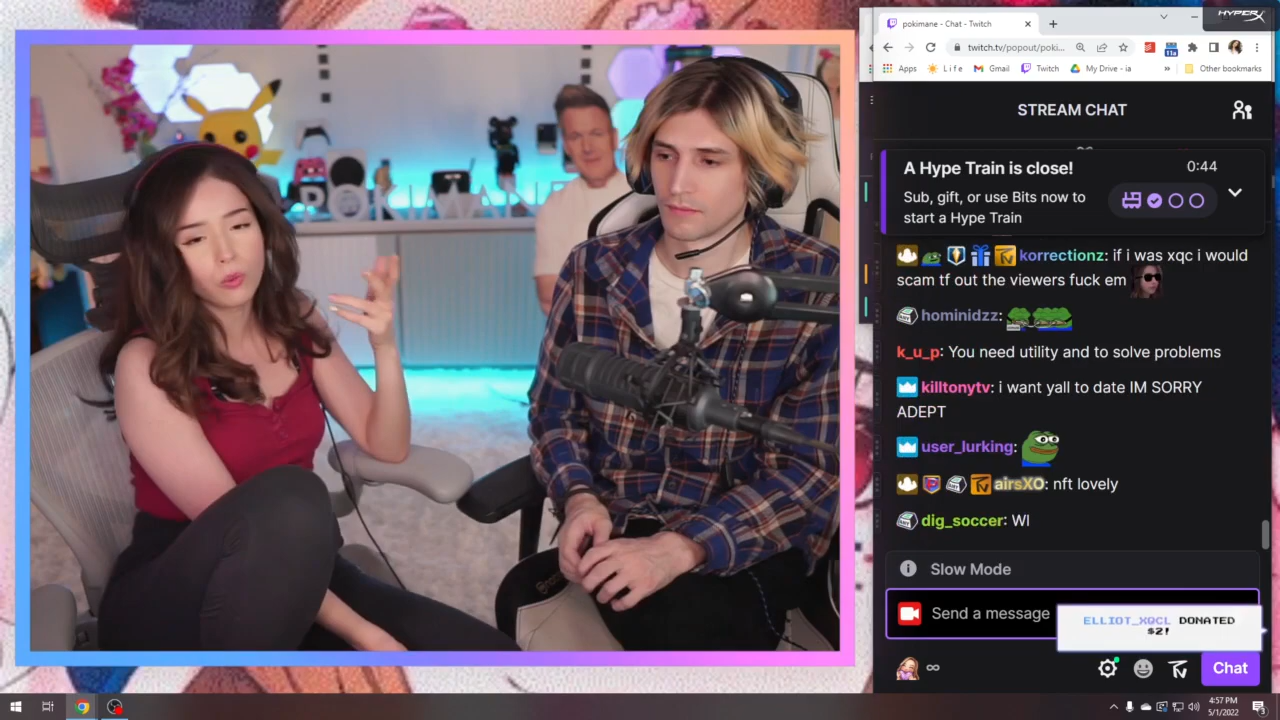 HYPERX
pokimane - Chat - Twitch
twitch.tv/popout/poki...
11a
Apps
Life
Gmail
Twitch
My Drive - ia
»
Other bookmarks
STREAM CHAT
A Hype Train is close!
0:44
Sub, gift, or use Bits now to
start a Hype Train
korrectionz: if i was xqc i would
scam tf out the viewers fuck em
hominidzz:
k_u_p: You need utility and to solve problems
killtonytv: i want yall to date IM SORRY
ADEPT
user_lurking:
airsXO: nft lovely
dig_soccer: WI
Slow Mode
Send a message
ELLIOT_XQCL DONATED
$2!
Chat
4:57 PM
5/1/2022
3